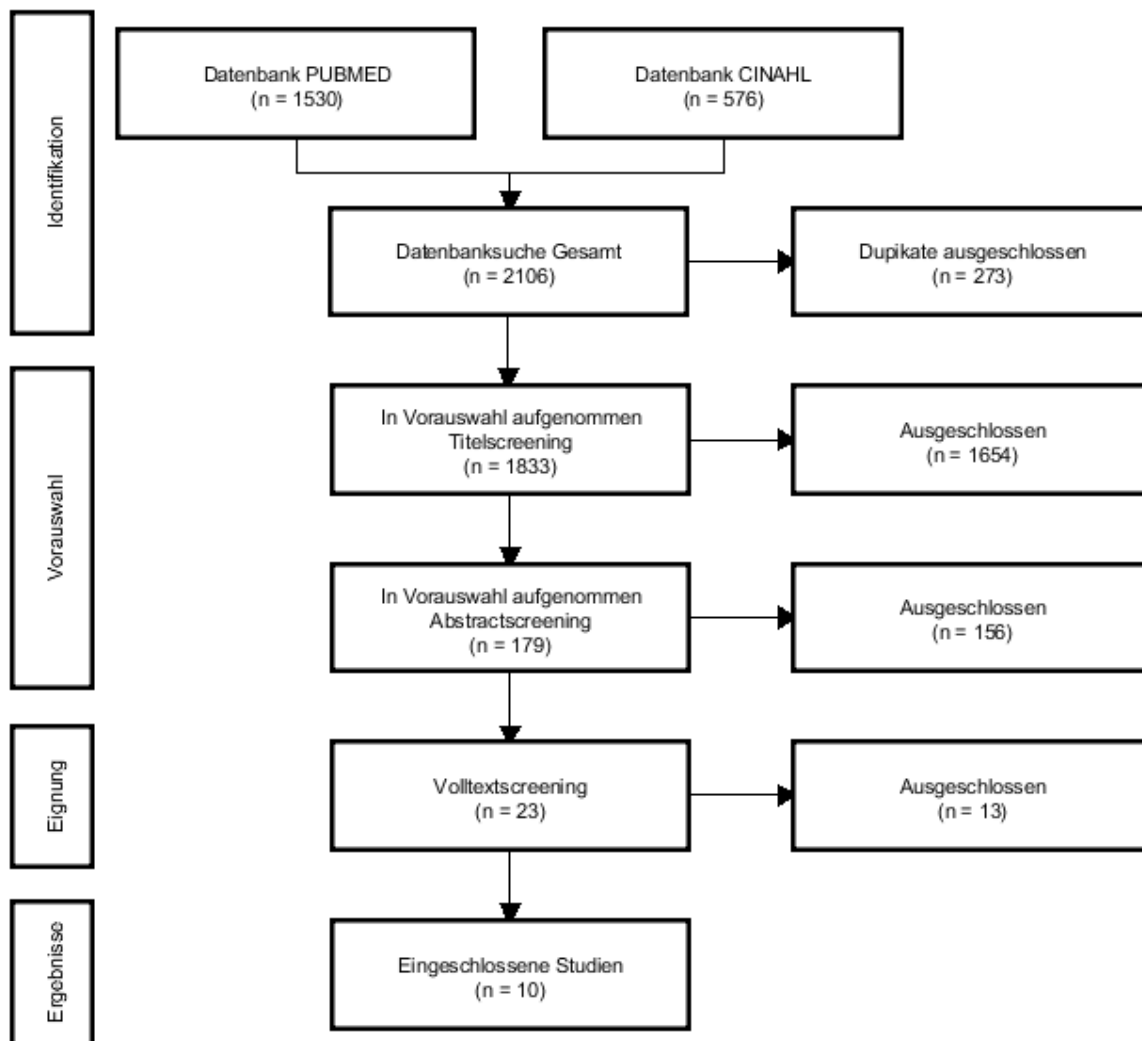 Identifikation
Datenbank PUBMED
(n = 1530)
Datenbank CINAHL
(n = 576)
Datenbanksuche Gesamt
(n = 2106)
Dupikate ausgeschlossen
(n = 273)
Vorauswahl
In Vorauswahl aufgenommen
Titelscreening
(n = 1833)
Ausgeschlossen
(n = 1654)
In Vorauswahl aufgenommen
Abstractscreening
(n = 179)
Ausgeschlossen
(n = 156)
Eignung
Volltextscreening
(n = 23)
Ausgeschlossen
(n = 13)
Ergebnisse
Eingeschlossene Studien
(n = 10)